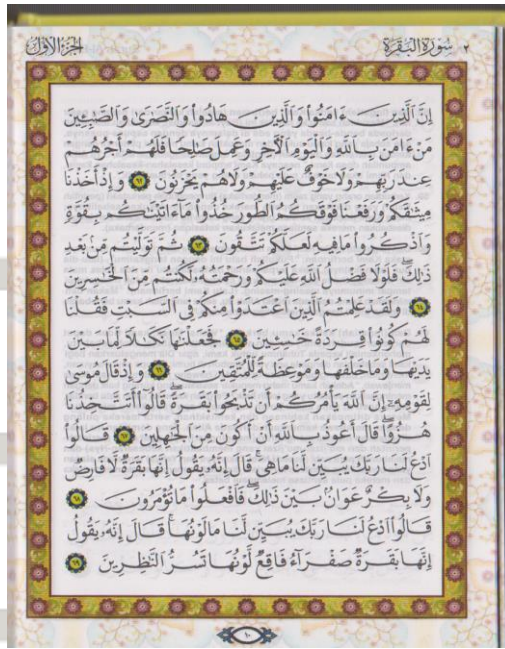 ٢ سُورَةُ الْبَقَرَةِ
الجُزْءُ الأَوَّلُ
إِنَّ ٱلَّذِينَ ءَامَنُوا۟ وَٱلَّذِينَ هَادُوا۟ وَٱلنَّصَٰرَىٰ وَٱلصَّٰبِـِٔينَ
مَنْ ءَامَنَ بِٱللَّهِ وَٱلْيَوْمِ ٱلْءَاخِرِ وَعَمِلَ صَٰلِحًا فَلَهُمْ أَجْرُهُمْ
عِندَ رَبِّهِمْ وَلَا خَوْفٌ عَلَيْهِمْ وَلَا هُمْ يَحْزَنُونَ ٦٢ وَإِذْ أَخَذْنَا
مِيثَٰقَكُمْ وَرَفَعْنَا فَوْقَكُمُ ٱلطُّورَ خُذُوا۟ مَآ ءَاتَيْنَٰكُم بِقُوَّةٍ
وَٱذْكُرُوا۟ مَا فِيهِ لَعَلَّكُمْ تَتَّقُونَ ٦٣ ثُمَّ تَوَلَّيْتُم مِّنۢ بَعْدِ
ذَٰلِكَ ۖ فَلَوْلَا فَضْلُ ٱللَّهِ عَلَيْكُمْ وَرَحْمَتُهُۥ لَكُنتُم مِّنَ ٱلْخَٰسِرِينَ
٦٤ وَلَقَدْ عَلِمْتُمُ ٱلَّذِينَ ٱعْتَدَوْا۟ مِنكُمْ فِى ٱلسَّبْتِ فَقُلْنَا
لَهُمْ كُونُوا۟ قِرَدَةً خَٰسِـِٔينَ ٦٥ فَجَعَلْنَٰهَا نَكَٰلًا لِّمَا بَيْنَ
يَدَيْهَا وَمَا خَلْفَهَا وَمَوْعِظَةً لِّلْمُتَّقِينَ ٦٦ وَإِذْ قَالَ مُوسَىٰ
لِقَوْمِهِۦٓ إِنَّ ٱللَّهَ يَأْمُرُكُمْ أَن تَذْبَحُوا۟ بَقَرَةً ۖ قَالُوٓا۟ أَتَتَّخِذُنَا
هُزُوًا ۖ قَالَ أَعُوذُ بِٱللَّهِ أَنْ أَكُونَ مِنَ ٱلْجَٰهِلِينَ ٦٧ قَالُوا۟
ٱدْعُ لَنَا رَبَّكَ يُبَيِّن لَّنَا مَا هِىَ ۚ قَالَ إِنَّهُۥ يَقُولُ إِنَّهَا بَقَرَةٌ لَّا فَارِضٌ
وَلَا بِكْرٌ عَوَانٌۢ بَيْنَ ذَٰلِكَ ۖ فَٱفْعَلُوا۟ مَا تُؤْمَرُونَ ٦٨
قَالُوا۟ ٱدْعُ لَنَا رَبَّكَ يُبَيِّن لَّنَا مَا لَوْنُهَا ۚ قَالَ إِنَّهُۥ يَقُولُ
إِنَّهَا بَقَرَةٌ صَفْرَآءُ فَاقِعٌ لَّوْنُهَا تَسُرُّ ٱلنَّٰظِرِينَ ٦٩
١٠